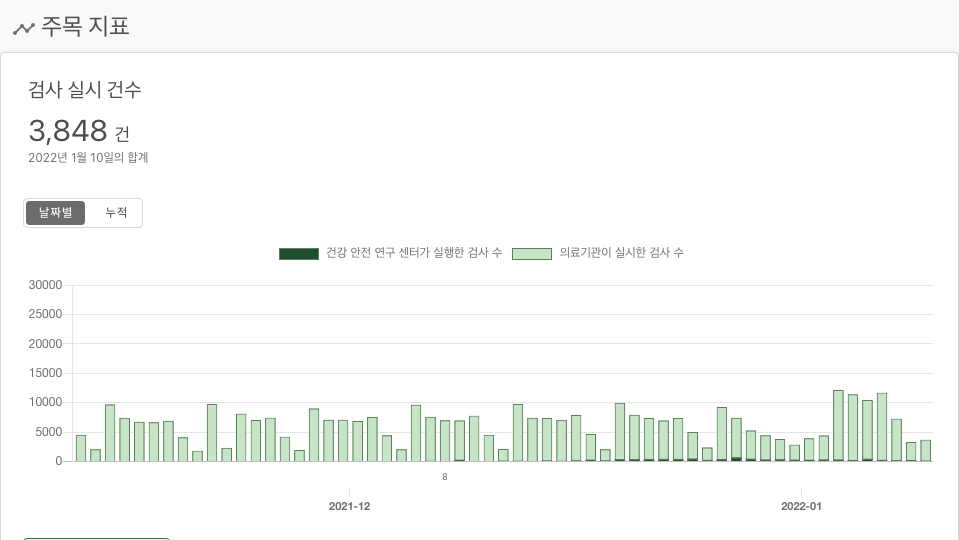 주목 지표
검사 실시 건수
3,848 건
2022년 1월 10일의 합계
날짜별 누적
건강 안전 연구 센터가 실행한 검사 수 의료기관이 실시한 검사 수
30000
25000
20000
15000
10000
5000
0
8
2021-12 2022-01